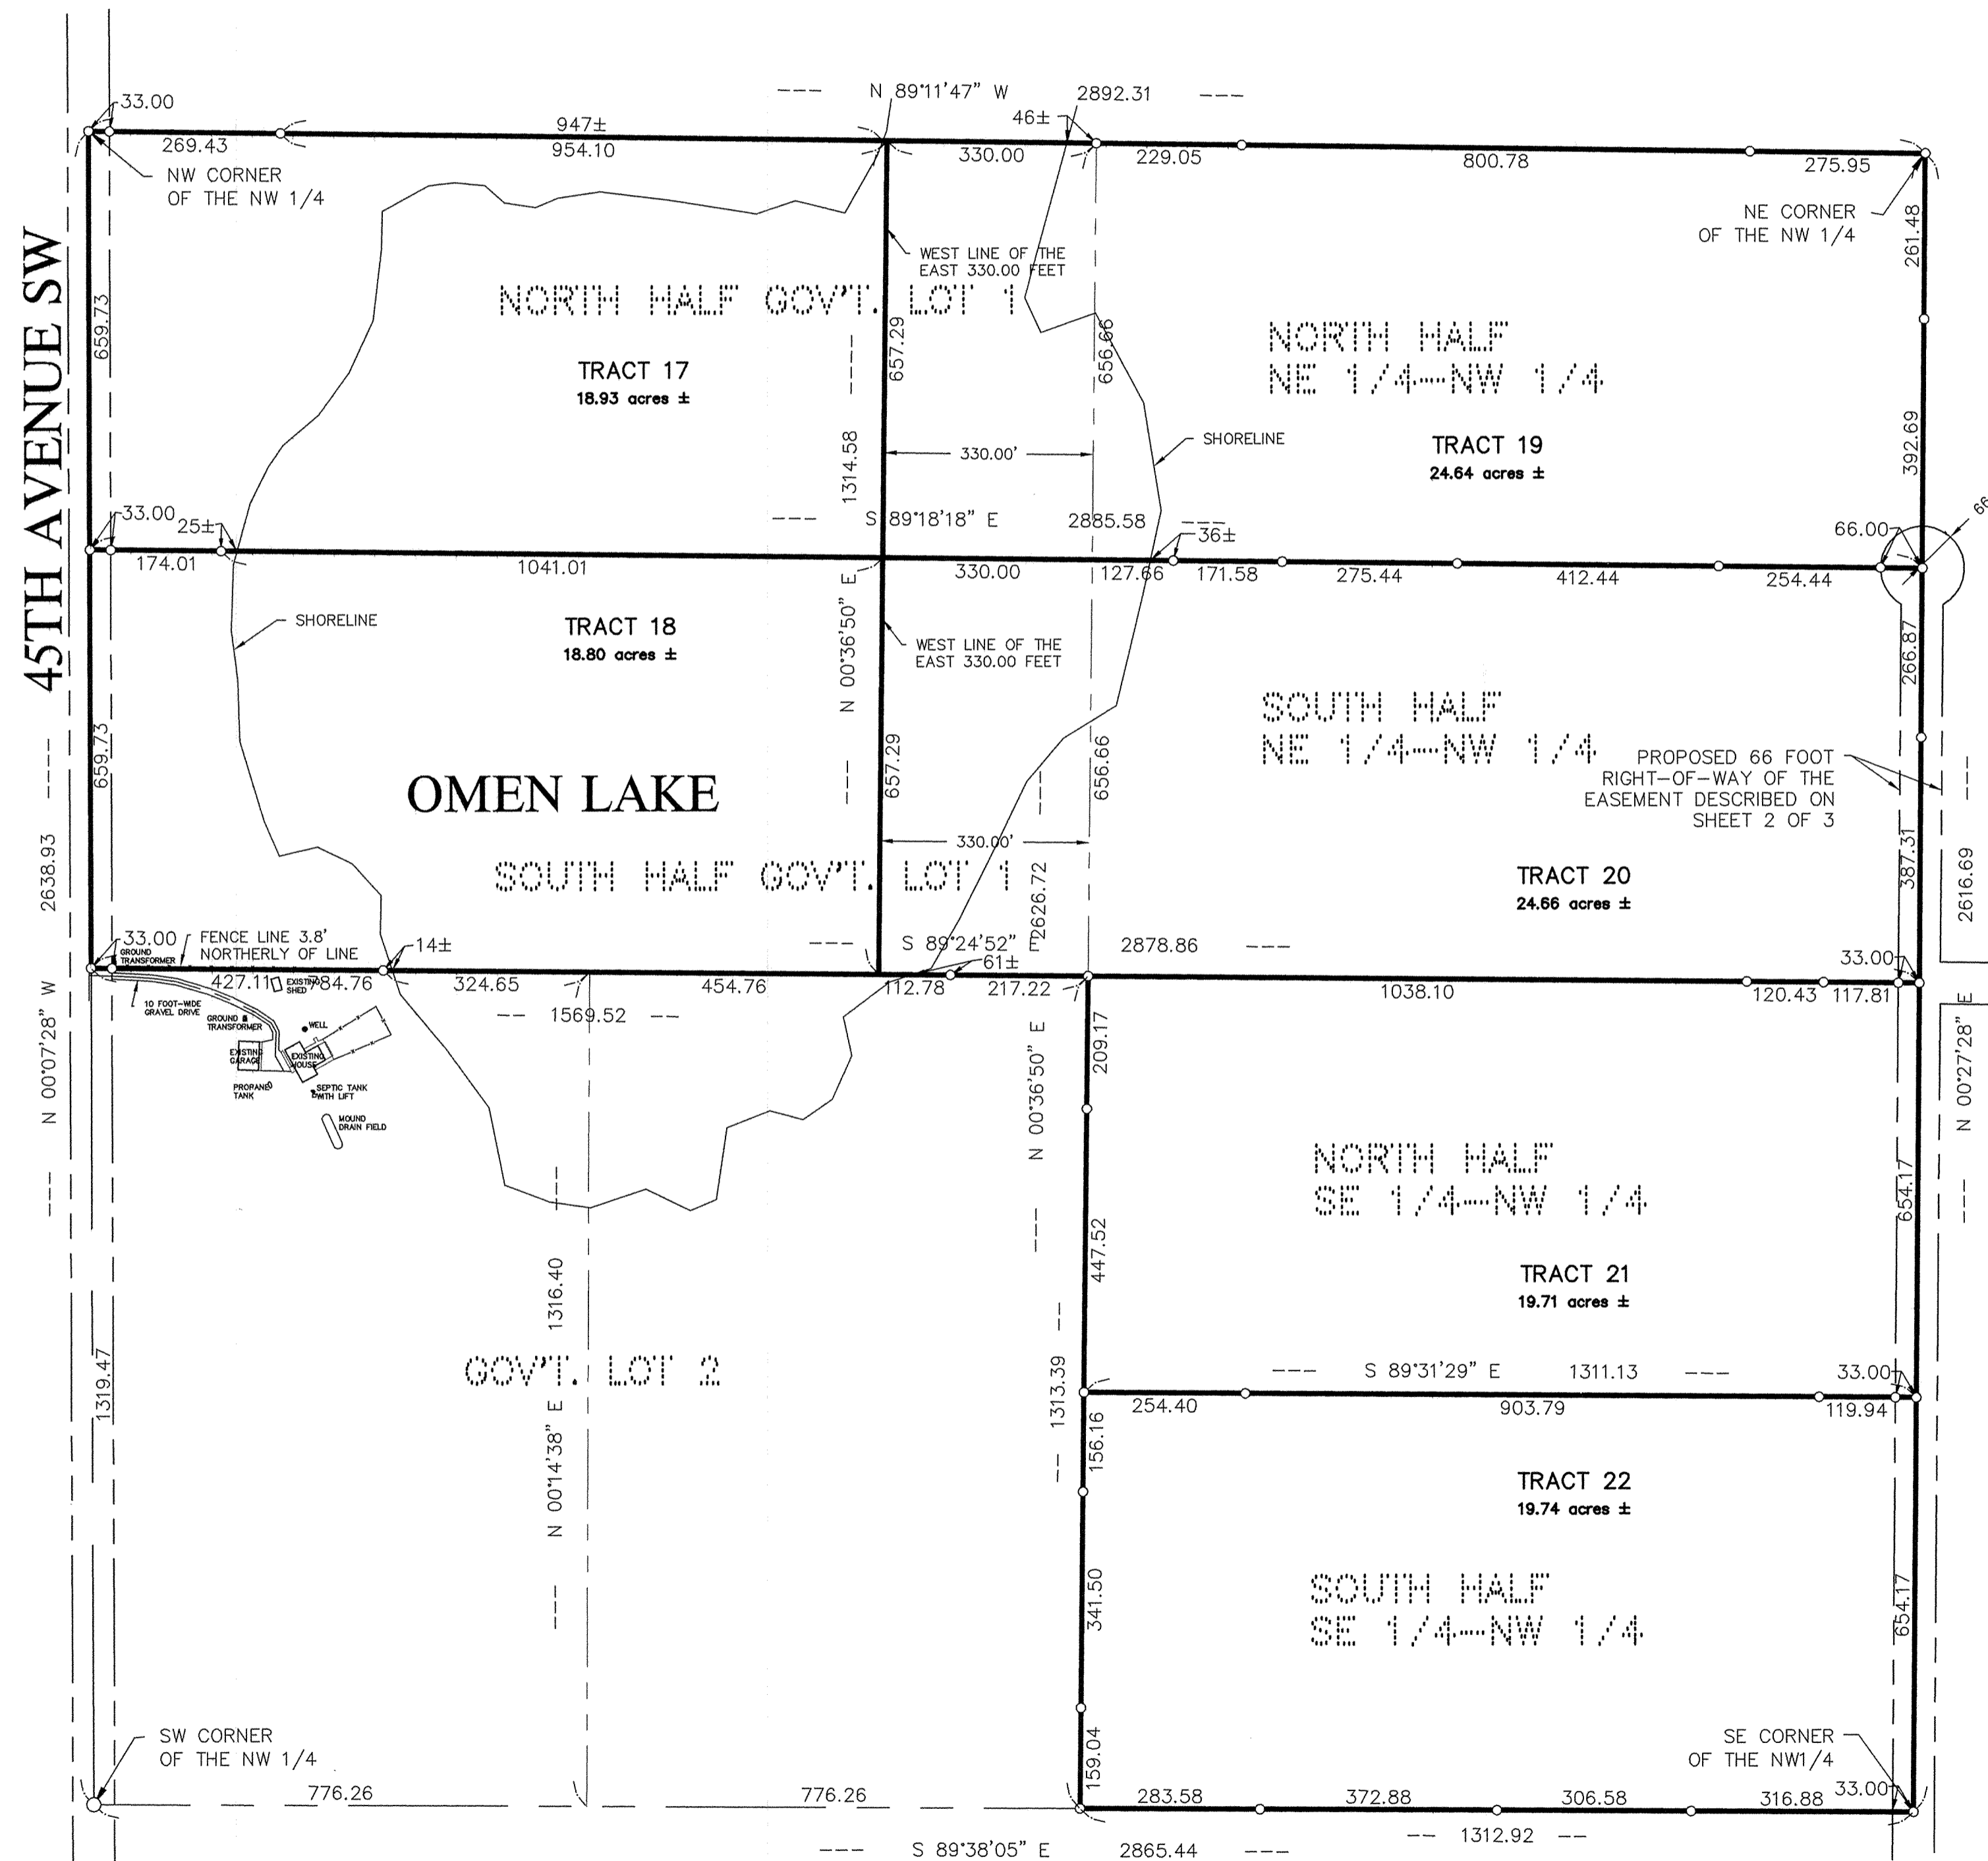 N 89°11'47" W 2892.31
33.00
947±
46±
269.43
954.10
330.00
229.05
800.78
275.95
NW CORNER
OF THE NW 1/4
NE CORNER
OF THE NW 1/4
261.48
45TH AVENUE SW
659.73
WEST LINE OF THE
EAST 330.00 FEET
NORTH HALF GOV'T. LOT 1
657.29
656.66
NORTH HALF
NE 1/4-NW 1/4
TRACT 17
18.93 acres ±
1314.58
330.00'
SHORELINE
TRACT 19
24.64 acres ±
392.69
33.00
25±
S 89°18'18" E 2885.58
36±
66.00
66
174.01
1041.01
330.00
127.66
171.58
275.44
412.44
254.44
SHORELINE
TRACT 18
18.80 acres ±
N 00°36'50" E
WEST LINE OF THE
EAST 330.00 FEET
266.87
SOUTH HALF
NE 1/4-NW 1/4
659.73
657.29
656.66
PROPOSED 66 FOOT
RIGHT-OF-WAY OF THE
EASEMENT DESCRIBED ON
SHEET 2 OF 3
OMEN LAKE
330.00'
SOUTH HALF GOV'T. LOT 1
2638.93
2626.72
TRACT 20
24.66 acres ±
387.31
2616.69
33.00
FENCE LINE 3.8'
NORTHERLY OF LINE
GROUND
TRANSFORMER
14±
S 89°24'52" E 2878.86
61±
33.00
427.11
784.76
324.65
454.76
112.78
217.22
1038.10
120.43
117.81
EXISTING
SHED
10 FOOT-WIDE
GRAVEL DRIVE
1569.52
GROUND
TRANSFORMER
WELL
EXISTING
GARAGE
EXISTING
HOUSE
PROPANE
TANK
SEPTIC TANK
WITH LIFT
MOUND
DRAIN FIELD
N 00°07'28" W
N 00°36'50" E
209.17
N 00°27'28" E
NORTH HALF
SE 1/4-NW 1/4
654.17
447.52
TRACT 21
19.71 acres ±
1316.40
GOV'T. LOT 2
1319.47
1313.39
S 89°31'29" E 1311.13
33.00
254.40
903.79
119.94
N 00°14'38" E
156.16
TRACT 22
19.74 acres ±
341.50
SOUTH HALF
SE 1/4-NW 1/4
654.17
SW CORNER
OF THE NW 1/4
SE CORNER
OF THE NW1/4
159.04
33.00
776.26
776.26
283.58
372.88
306.58
316.88
1312.92
S 89°38'05" E 2865.44